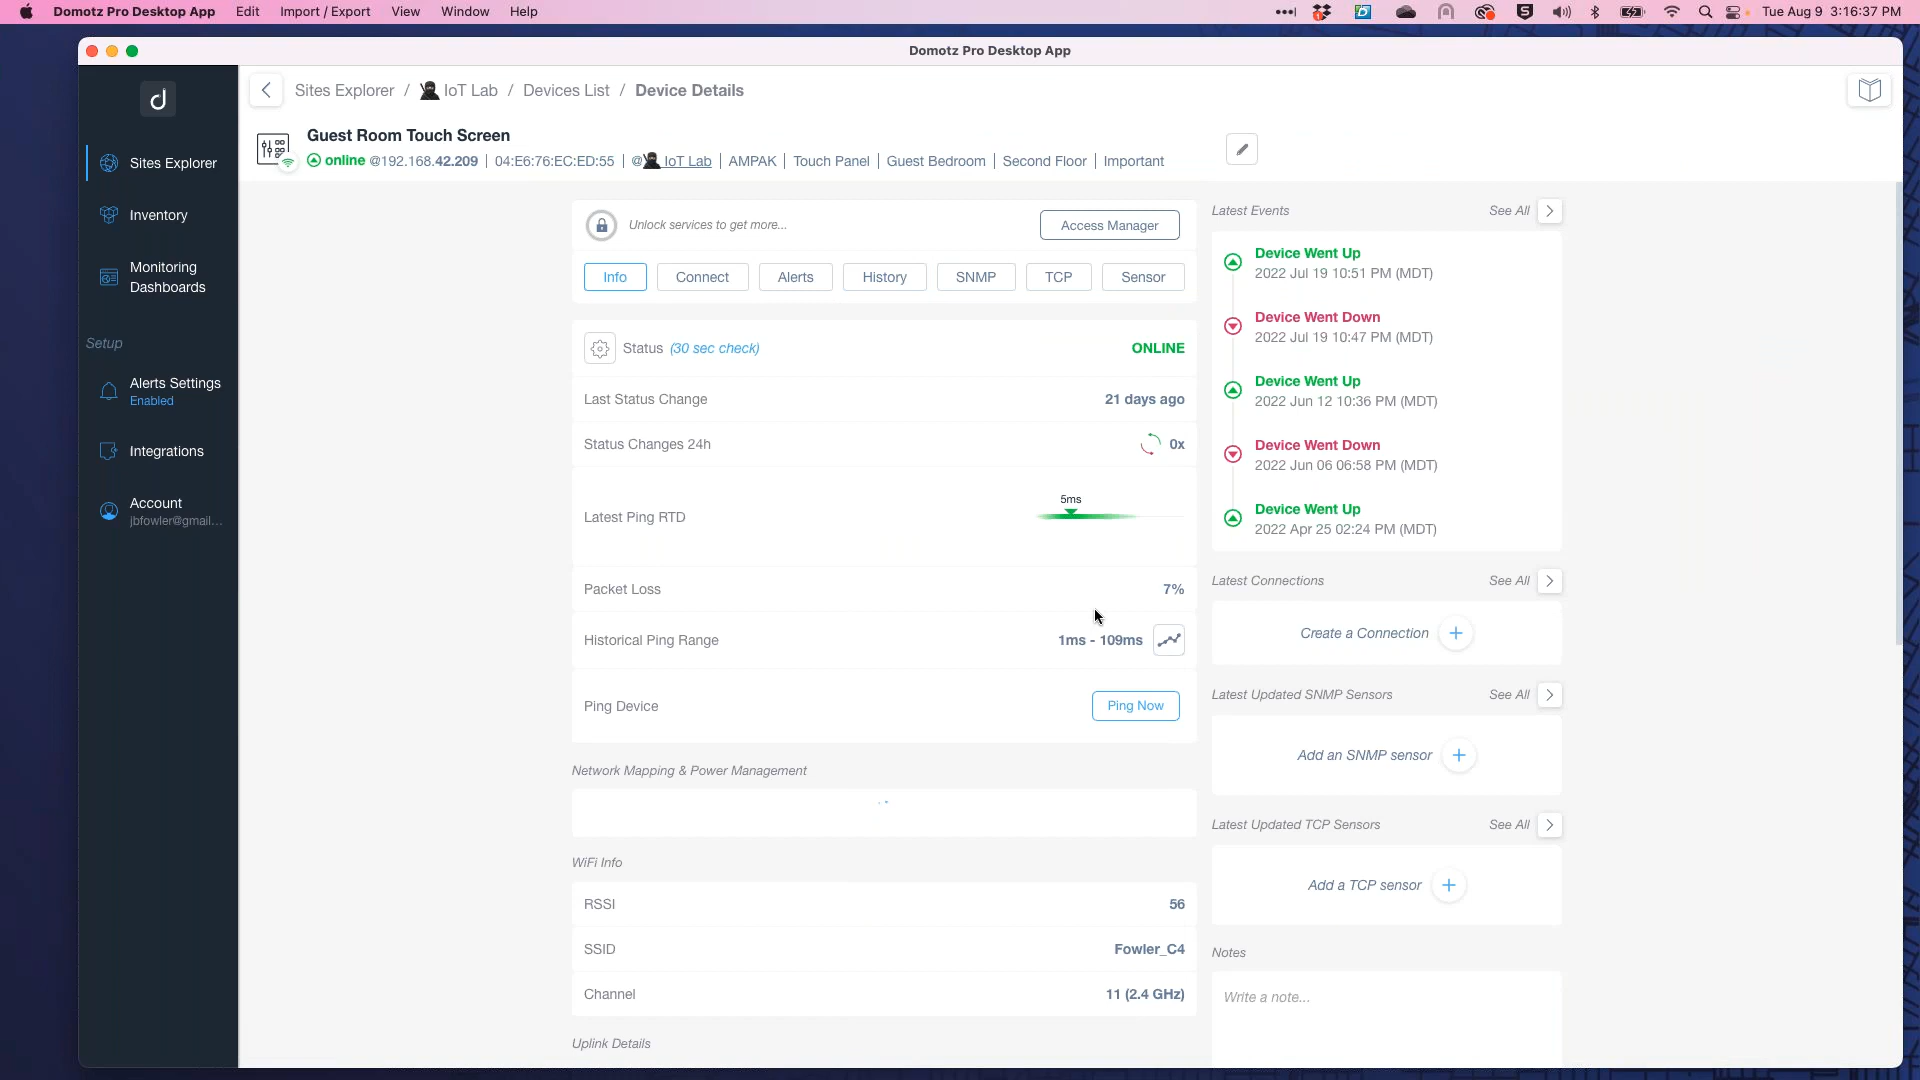 Domotz Pro Desktop App Edit Import / Export View Window Help Tue Aug 9 3:16:37 PM
Domotz Pro Desktop App
Sites Explorer / IoT Lab / Devices List / Device Details
Guest Room Touch Screen
online @192.168.42.209 | 04:E6:76:EC:ED:55 | @ IoT Lab | AMPAK | Touch Panel | Guest Bedroom | Second Floor | Important
Sites Explorer
Inventory
Monitoring
Dashboards
Setup
Alerts Settings
Enabled
Integrations
Account
jbfowler@gmail...
Unlock services to get more...
Access Manager
Info Connect Alerts History SNMP TCP Sensor
Status (30 sec check) ONLINE
Last Status Change 21 days ago
Status Changes 24h 0x
5ms
Latest Ping RTD
Packet Loss 7%
Historical Ping Range 1ms - 109ms
Ping Device Ping Now
Network Mapping & Power Management
WiFi Info
RSSI 56
SSID Fowler_C4
Channel 11 (2.4 GHz)
Uplink Details
Latest Events See All
Device Went Up
2022 Jul 19 10:51 PM (MDT)
Device Went Down
2022 Jul 19 10:47 PM (MDT)
Device Went Up
2022 Jun 12 10:36 PM (MDT)
Device Went Down
2022 Jun 06 06:58 PM (MDT)
Device Went Up
2022 Apr 25 02:24 PM (MDT)
Latest Connections See All
Create a Connection
Latest Updated SNMP Sensors See All
Add an SNMP sensor
Latest Updated TCP Sensors See All
Add a TCP sensor
Notes
Write a note...